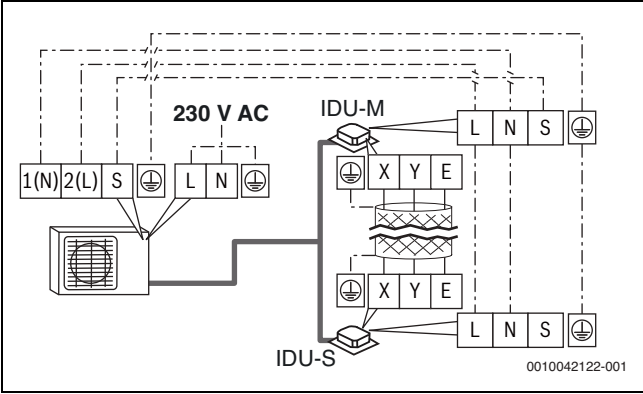 230 V AC
IDU-M
L N S
1(N) 2(L) S
L N
X Y E
X Y E
L N S
IDU-S
0010042122-001